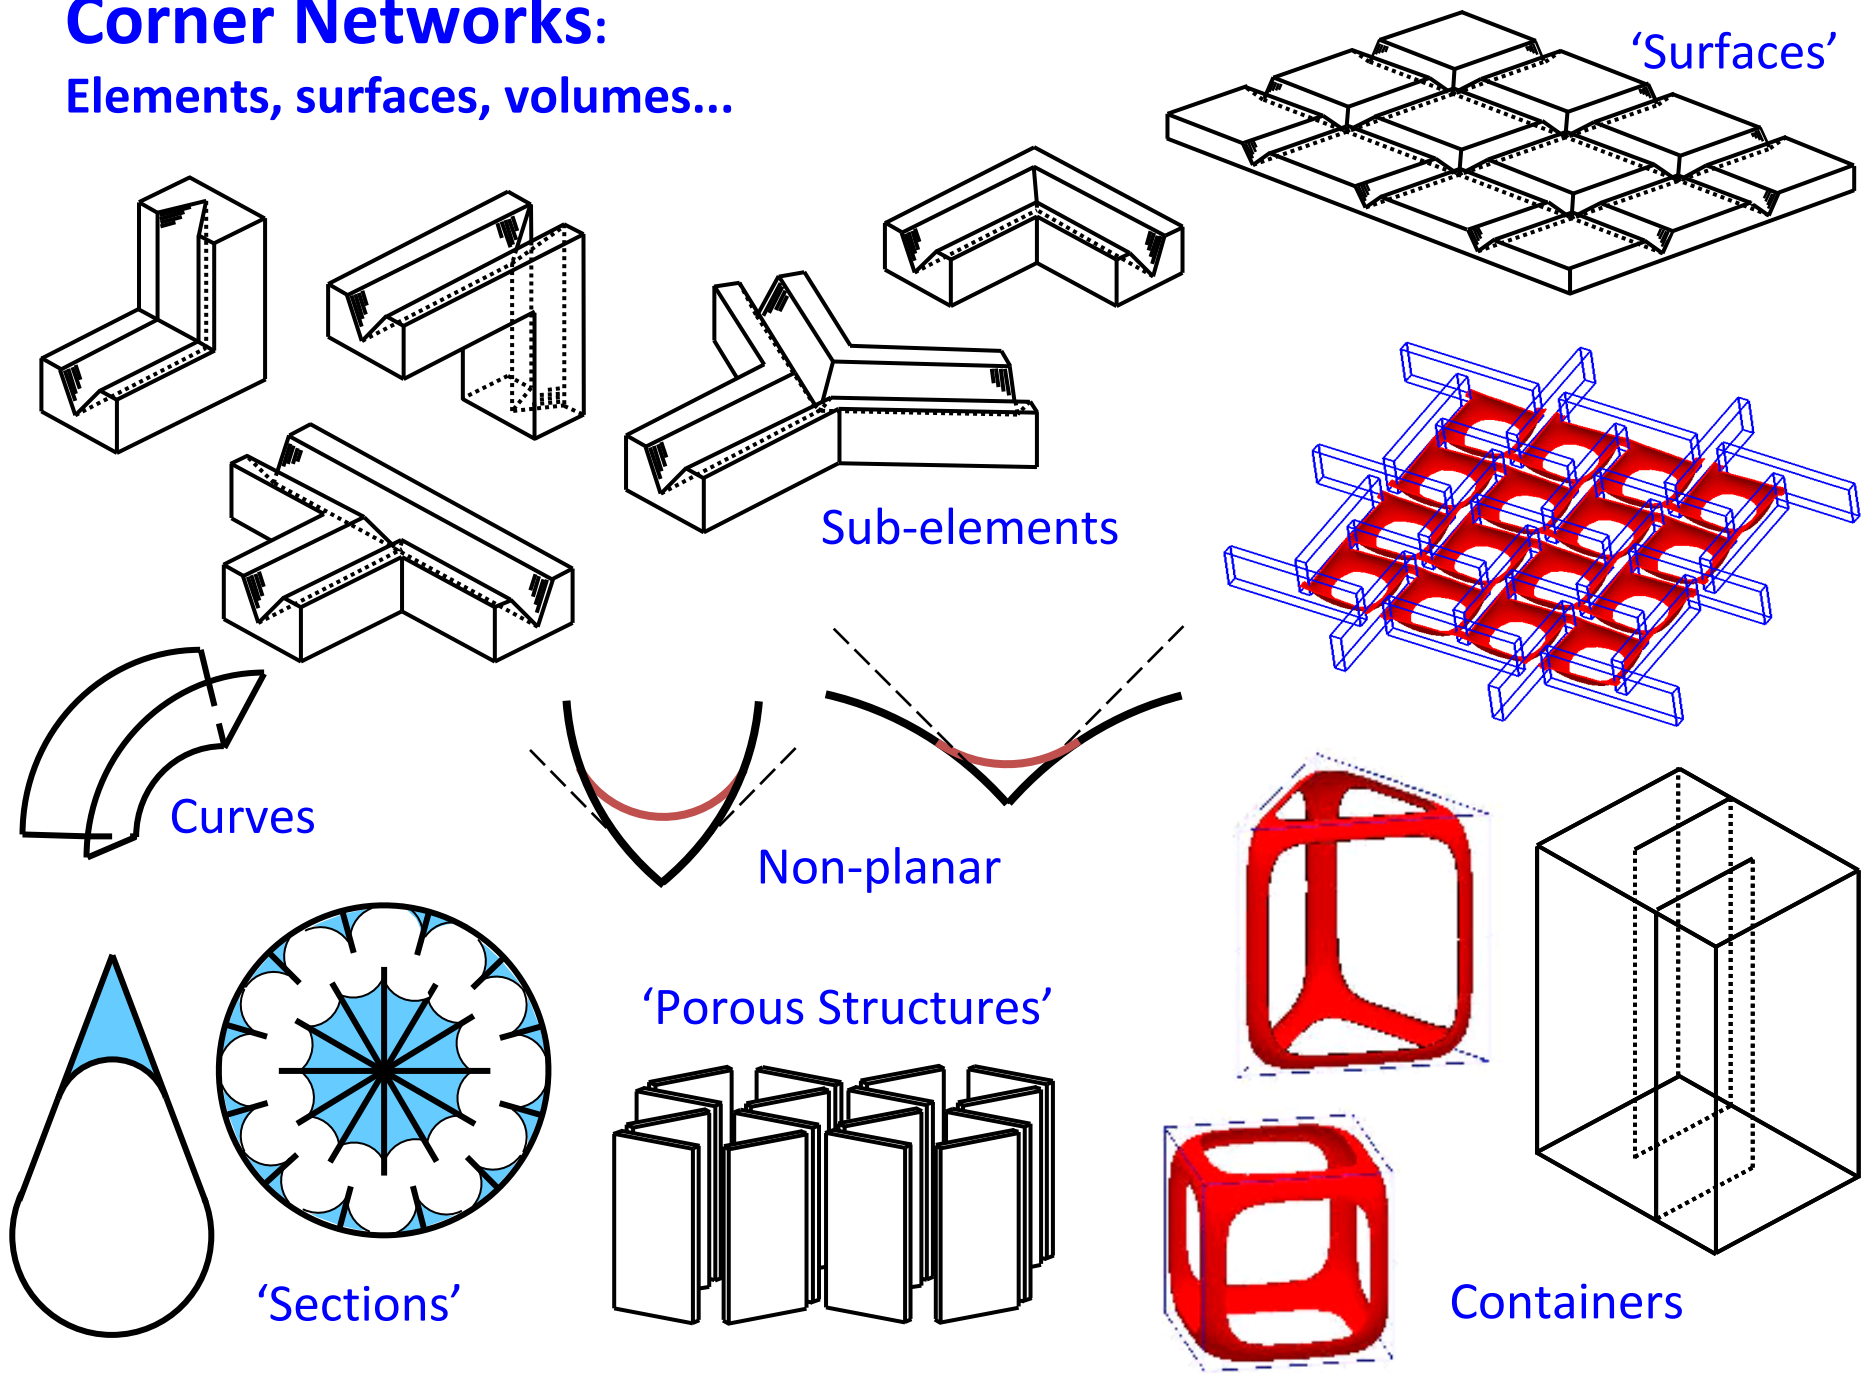 Corner Networks:
Elements, surfaces, volumes...
‘Surfaces’
Sub-elements
Curves
Non-planar
‘Porous Structures’
‘Sections’
Containers